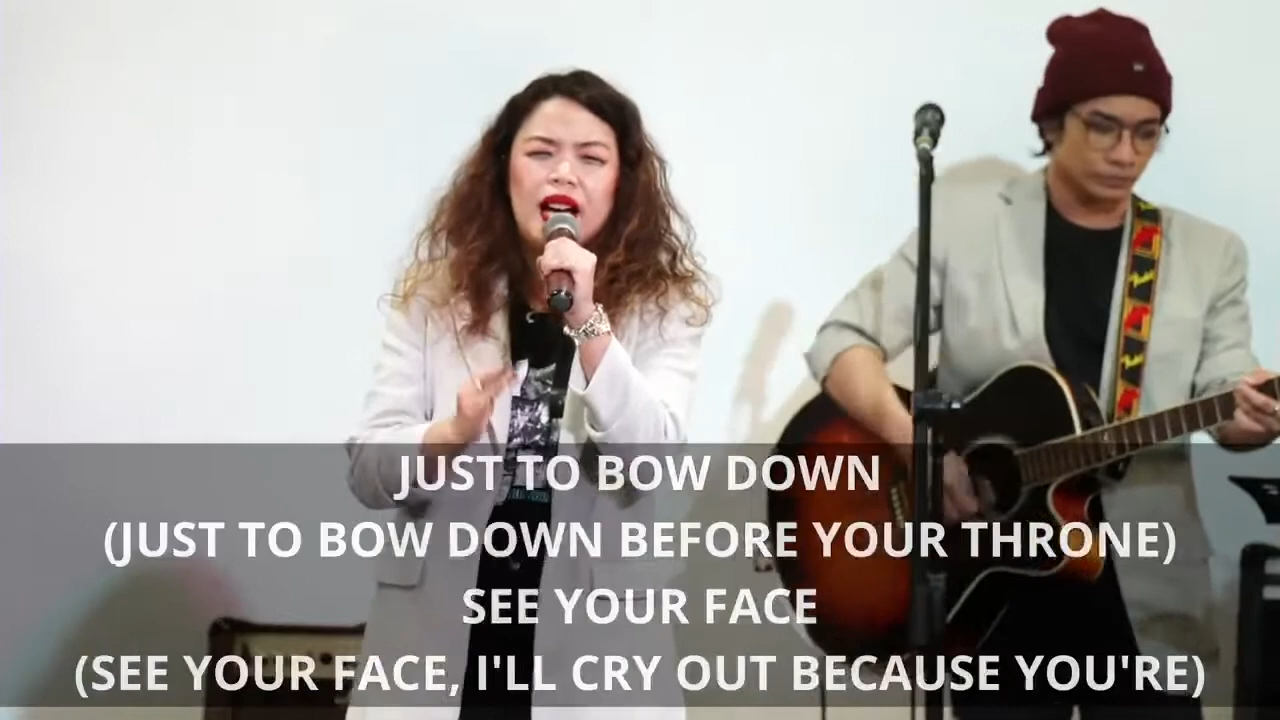 JUST TO BOW DOWN
(JUST TO BOW DOWN BEFORE YOUR THRONE)
SEE YOUR FACE
(SEE YOUR FACE, I'LL CRY OUT BECAUSE YOU'RE)